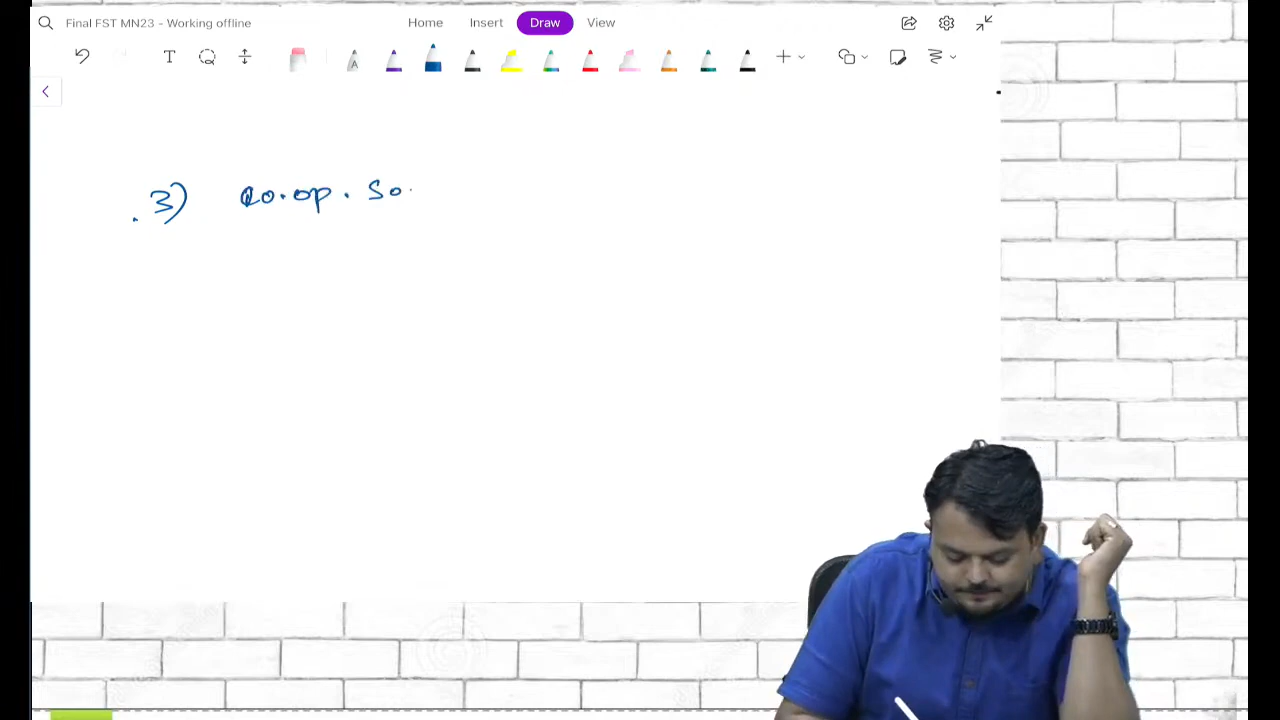 Final FST MN23 – Working offline
Home
Insert
Draw
View
T
A
.3) Co.op. So.